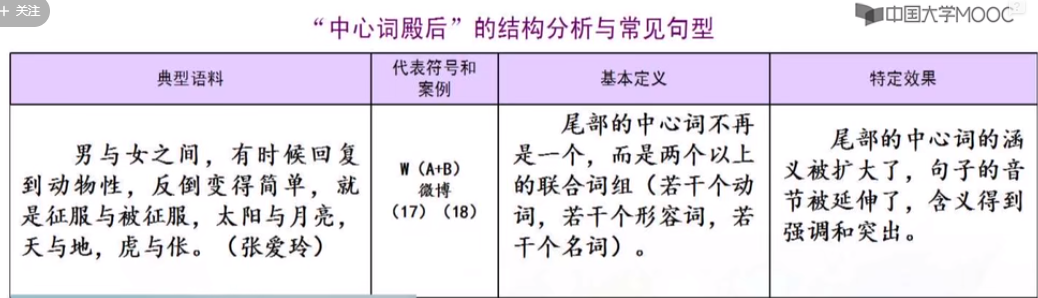 + 关注
中国大学MOOC
“中心词殿后”的结构分析与常见句型
典型语料
代表符号和
案例
基本定义
特定效果
男与女之间，有时候回复
到动物性，反倒变得简单，就
是征服与被征服，太阳与月亮，
天与地，虎与伥。（张爱玲）
W（A+B）
微博
（17）（18）
尾部的中心词不再
是一个，而是两个以上
的联合词组（若干个动
词，若干个形容词，若
干个名词）。
尾部的中心词的涵
义被扩大了，句子的音
节被延伸了，含义得到
强调和突出。